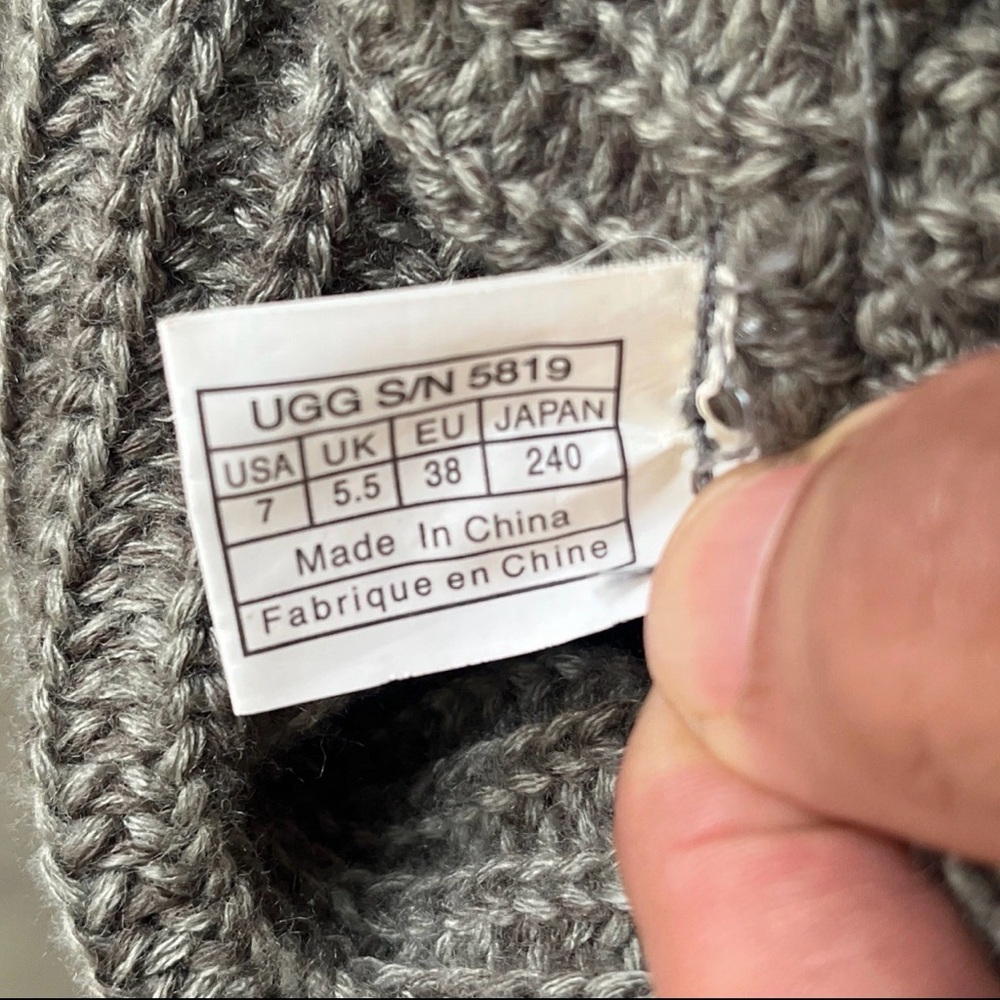 UGG S/N 5819
USA UK EU JAPAN
7 5.5 38 240
Made In China
Fabrique en Chine